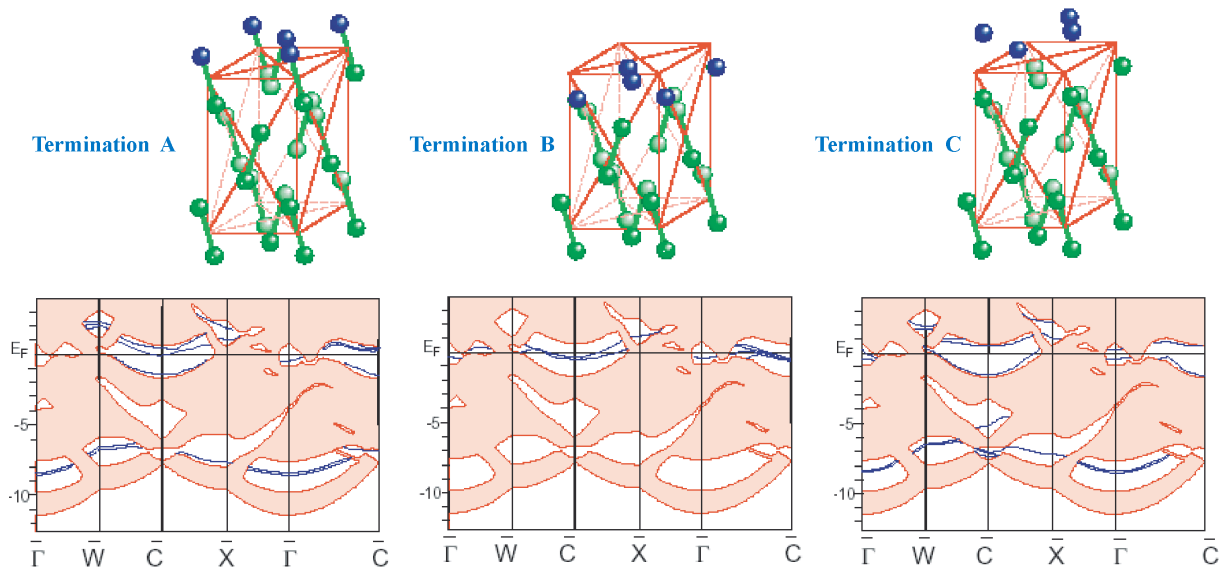 Termination A
Termination B
Termination C
E_F
-5
-10
Γ̄ W̄ C̄ X̄ Γ̄ C̄
E_F
-5
-10
Γ̄ W̄ C̄ X̄ Γ̄ C̄
E_F
-5
-10
Γ̄ W̄ C̄ X̄ Γ̄ C̄